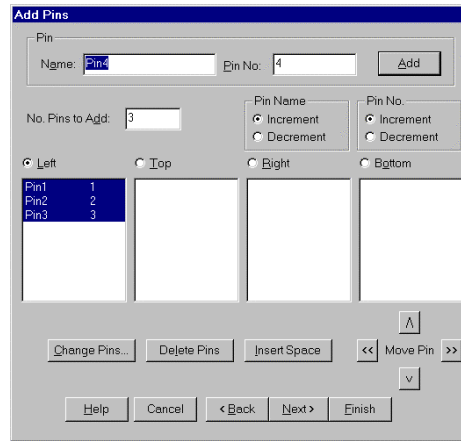 Add Pins
Pin
Name: Pin4 Pin No: 4 Add
No. Pins to Add: 3
Pin Name Pin No.
Increment Increment
Decrement Decrement
Left Top Right Bottom
Pin1 1
Pin2 2
Pin3 3
Change Pins... Delete Pins Insert Space << Move Pin >>
Help Cancel < Back Next > Finish